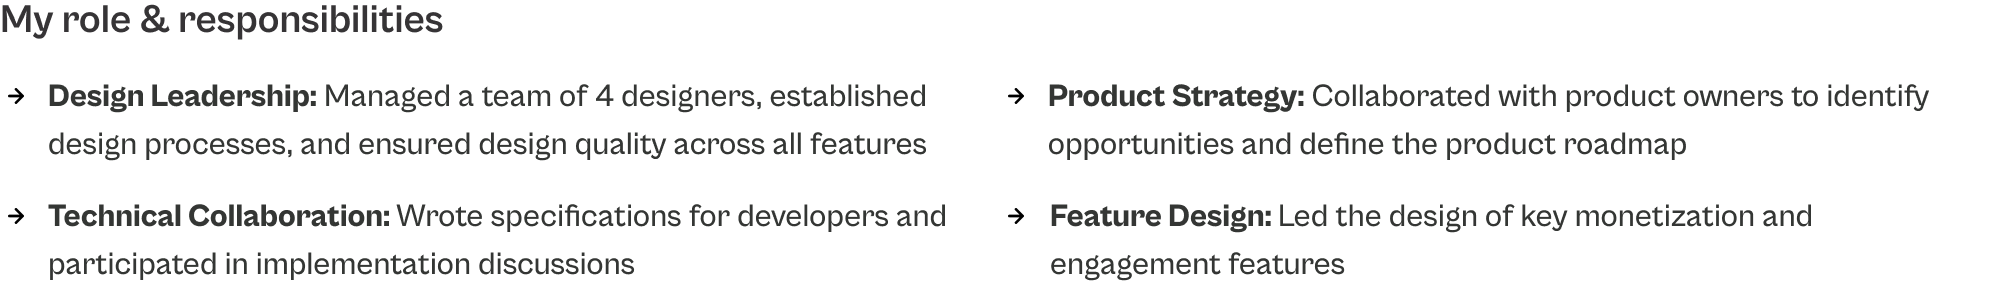 My role & responsibilities
→ Design Leadership: Managed a team of 4 designers, established
design processes, and ensured design quality across all features
→ Technical Collaboration: Wrote specifications for developers and
participated in implementation discussions
→ Product Strategy: Collaborated with product owners to identify
opportunities and define the product roadmap
→ Feature Design: Led the design of key monetization and
engagement features